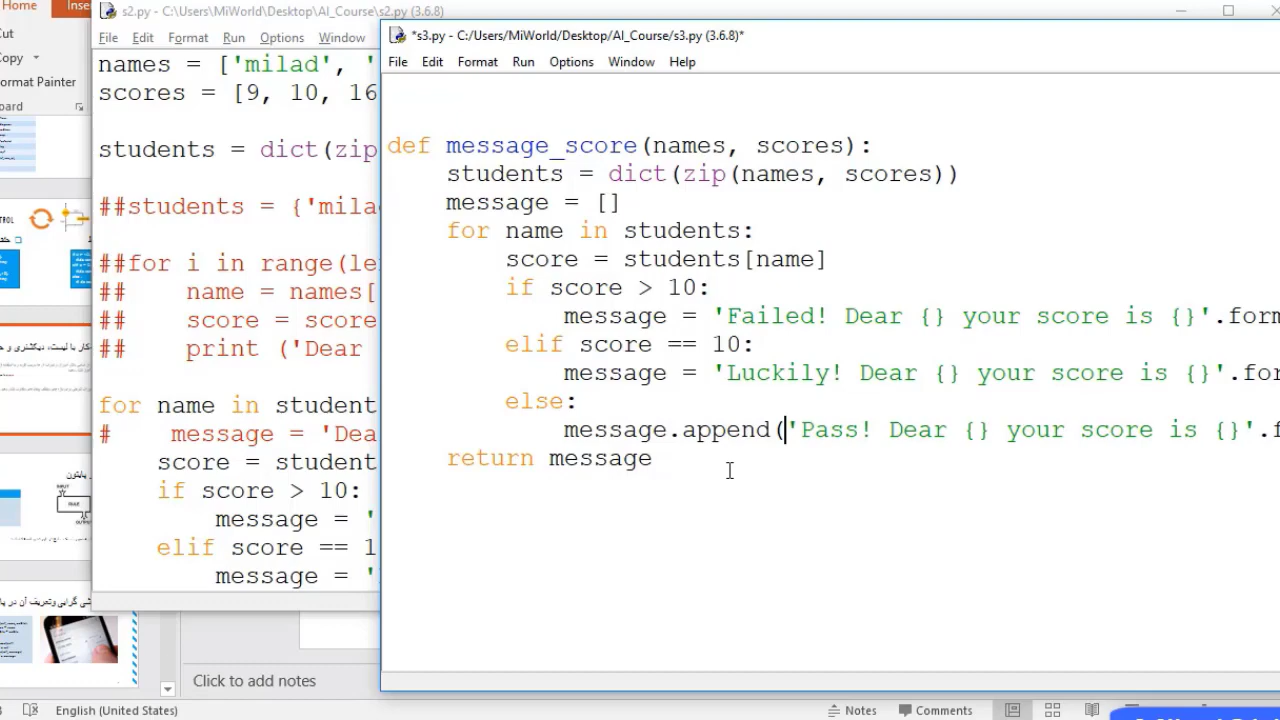 Home
Inser
s2.py - C:\Users\MiWorld\Desktop\AI_Course\s2.py (3.6.8)
File Edit Format Run Options Window
names = ['milad', '
scores = [9, 10, 16
students = dict(zip
##students = {'mila
##for i in range(le
## name = names[
## score = score
## print ('Dear
for name in student
# message = 'Dea
score = student
if score > 10:
message = '
elif score == 1
message = '
*s3.py - C:/Users/MiWorld/Desktop/AI_Course/s3.py (3.6.8)*
File Edit Format Run Options Window Help
def message_score(names, scores):
students = dict(zip(names, scores))
message = []
for name in students:
score = students[name]
if score > 10:
message = 'Failed! Dear {} your score is {}'.form
elif score == 10:
message = 'Luckily! Dear {} your score is {}'.for
else:
message.append('Pass! Dear {} your score is {}'.f
return message
ut
opy
ormat Painter
oard
Click to add notes
English (United States)
Notes
Comments